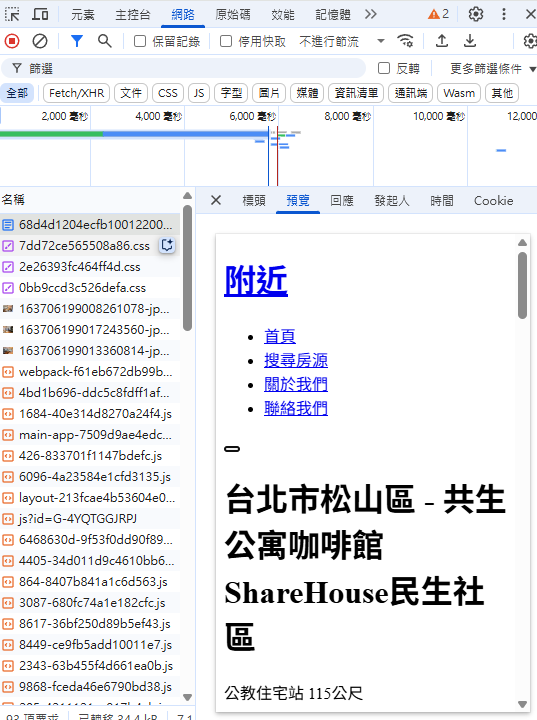 元素 主控台 網路 原始碼 效能 記憶體 2
保留記錄 停用快取 不進行節流
篩選 反轉 更多篩選條件
全部 Fetch/XHR 文件 CSS JS 字型 圖片 媒體 資訊清單 通訊端 Wasm 其他
2,000 毫秒 4,000 毫秒 6,000 毫秒 8,000 毫秒 10,000 毫秒 12,000
名稱
標頭 預覽 回應 發起人 時間 Cookie
68d4d1204ecfb10012200...
7dd72ce565508a86.css
2e26393fc464ff4d.css
0bb9ccd3c526defa.css
163706199008261078-jp...
163706199017243560-jp...
163706199013360814-jp...
webpack-f61eb672db99b...
4bd1b696-ddc5c8fdff1af...
1684-40e314d8270a24f4.js
main-app-7509d9ae4edc...
426-833701f1147bdefc.js
6096-4a23584e1cfd3135.js
layout-213fcae4b53604e0...
js?id=G-4YQTGGJRPJ
6468630d-9f53f0dd90f89...
4405-34d011d9c4610bb6...
864-8407b841a1c6d563.js
3087-680fc74a1e182cfc.js
8617-36bf250d89b5ef43.js
8449-ce9fb5add10011e7.js
2343-63b455f4d661ea0b.js
9868-fceda46e6790bd38.js
附近
首頁
搜尋房源
關於我們
聯絡我們
台北市松山區 - 共生
公寓咖啡館
ShareHouse民生社
區
公教住宅站 115公尺
93 項要求 已轉移 34.4 kB